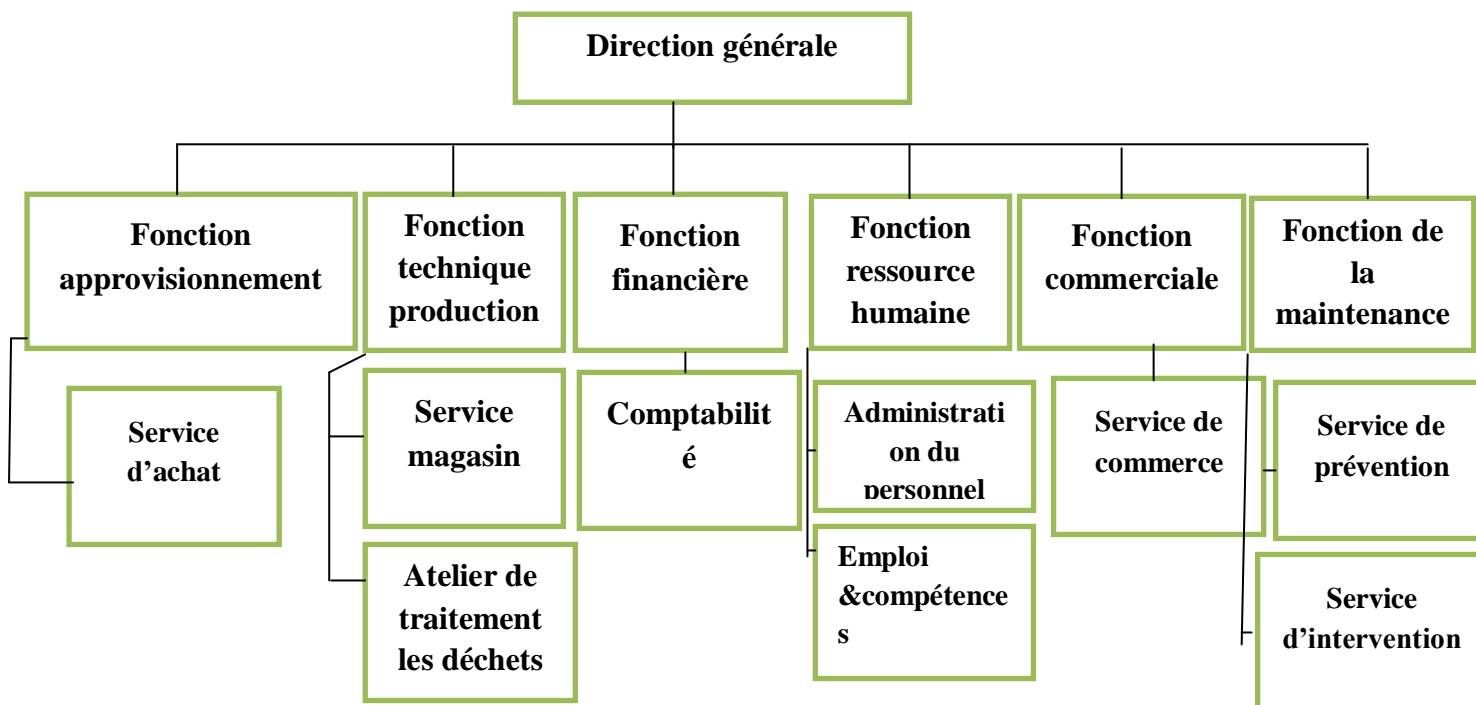 Direction générale
Fonction
approvisionnement
Fonction
technique
production
Fonction
financière
Fonction
ressource
humaine
Fonction
commerciale
Fonction de
la
maintenance
Service
d’achat
Service
magasin
Comptabilit
é
Administrati
on du
personnel
Service de
commerce
Service de
prévention
Atelier de
traitement
les déchets
Emploi
&compétence
s
Service
d’intervention